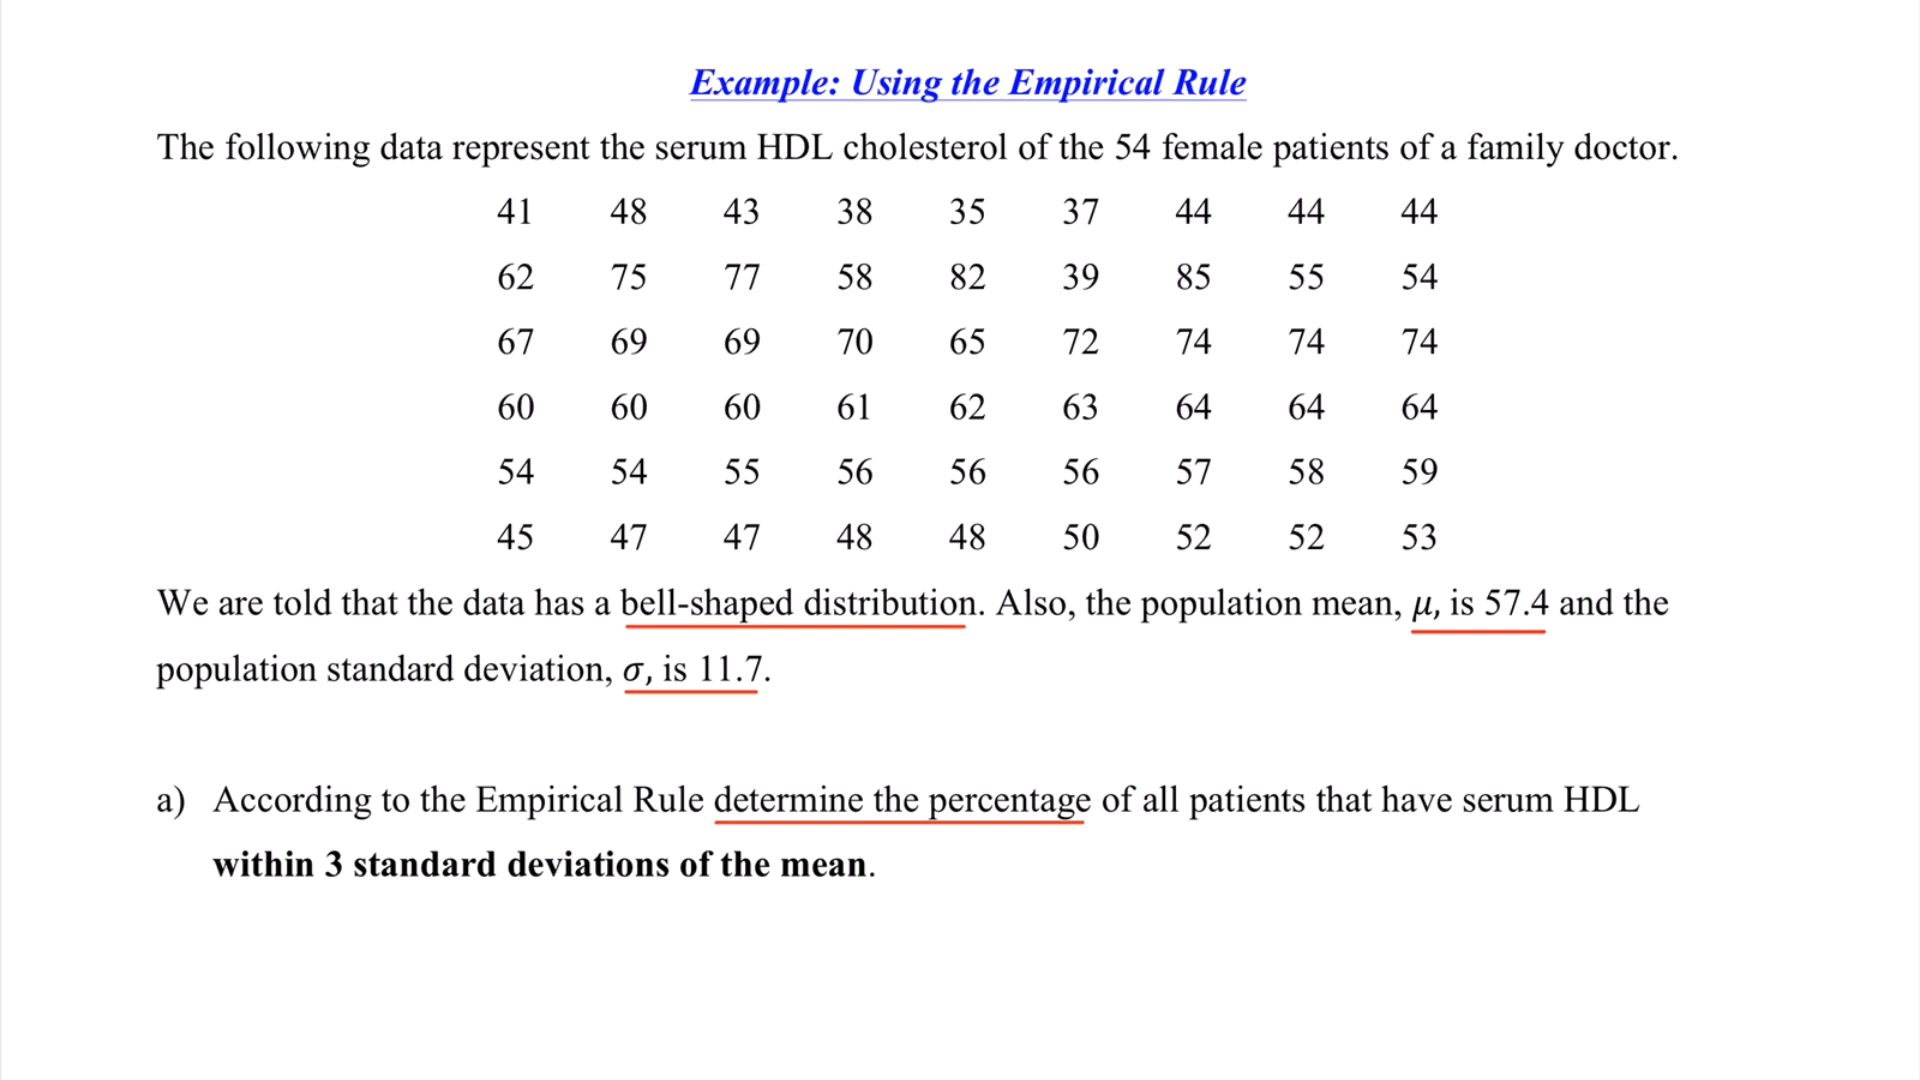 Example: Using the Empirical Rule
The following data represent the serum HDL cholesterol of the 54 female patients of a family doctor.
41 48 43 38 35 37 44 44 44
62 75 77 58 82 39 85 55 54
67 69 69 70 65 72 74 74 74
60 60 60 61 62 63 64 64 64
54 54 55 56 56 56 57 58 59
45 47 47 48 48 50 52 52 53
We are told that the data has a bell-shaped distribution. Also, the population mean, μ, is 57.4 and the
population standard deviation, σ, is 11.7.
a) According to the Empirical Rule determine the percentage of all patients that have serum HDL
within 3 standard deviations of the mean.